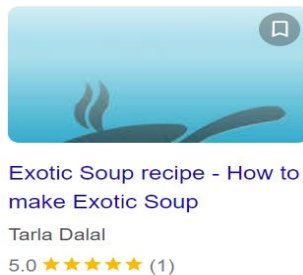 Exotic Soup recipe - How to
make Exotic Soup
Tarla Dalal
5.0 ★★★★★ (1)